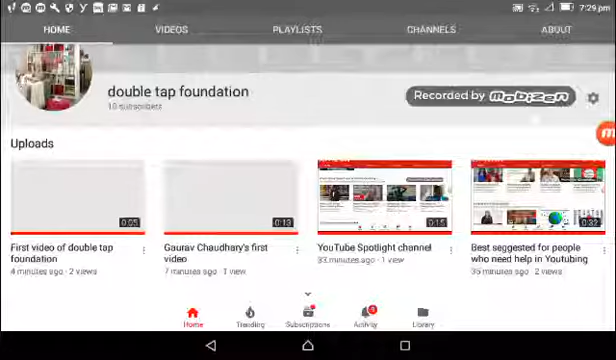 7:29 pm
HOME VIDEOS PLAYLISTS CHANNELS ABOUT
double tap foundation
Recorded by MOBIZEN
10 subscribers
Uploads
0:05 0:13 0:15 0:32
First video of double tap foundation
4 minutes ago · 2 views
Gaurav Chaudhary's first video
7 minutes ago · 1 view
YouTube Spotlight channel
33 minutes ago · 1 view
Best seggested for people who need help in Youtubing
35 minutes ago · 2 views
Home Trending Subscriptions Activity Library